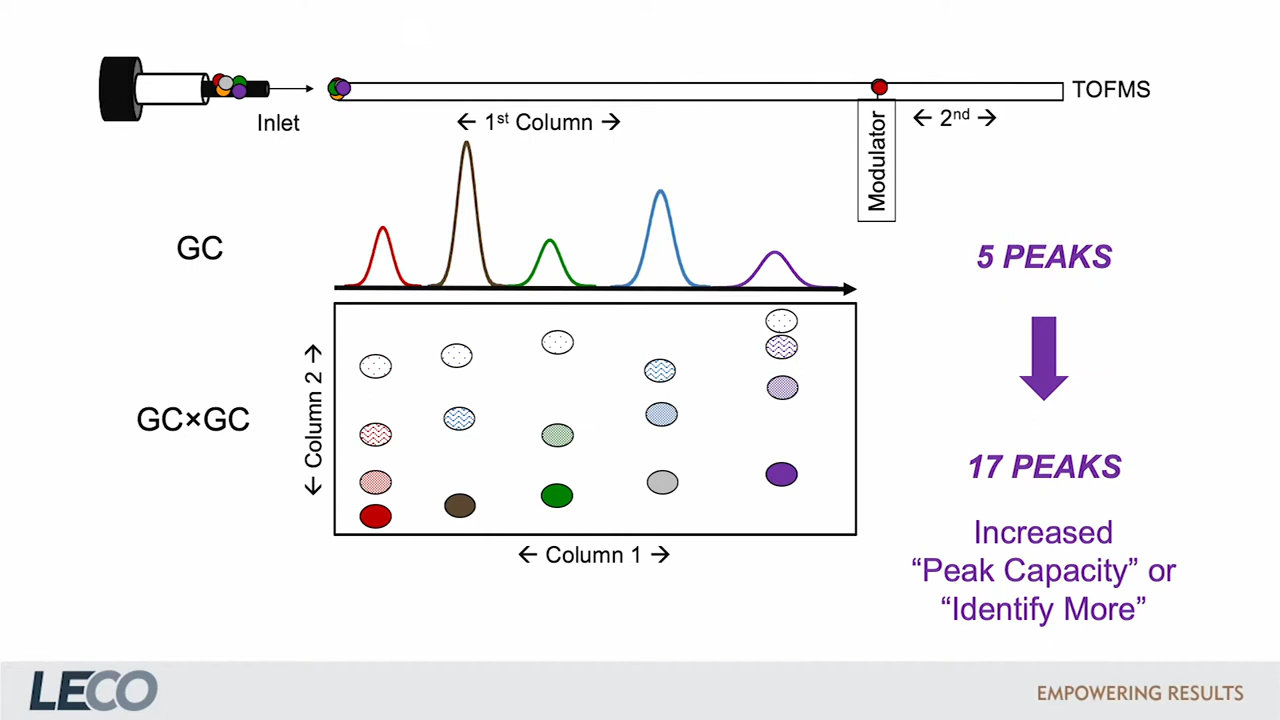 TOFMS
Inlet
← 1st Column →
Modulator
← 2nd →
GC
5 PEAKS
GC×GC
← Column 2 →
17 PEAKS
Increased
“Peak Capacity” or
“Identify More”
← Column 1 →
LECO
EMPOWERING RESULTS